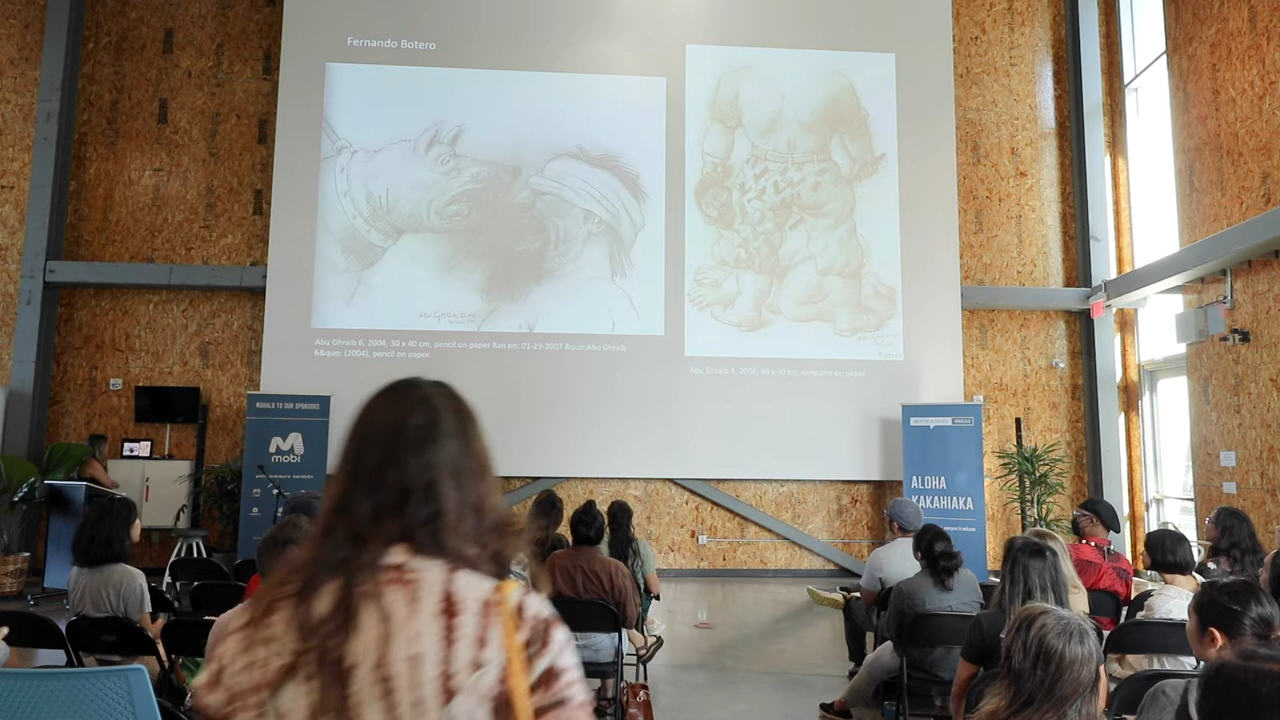 Fernando Botero
Abu Ghraib 6, 2004, 30 x 40 cm, pencil on paper Ran on: 01-29-2007 &quo;Abu Ghraib
6&quo; (2004), pencil on paper.
Abu Ghraib 4, 2004, 40 x 30 cm, sanguine on paper
Botero
MAHALO TO OUR SPONSORS
mobi
ALOHA
KAKAHIAKA